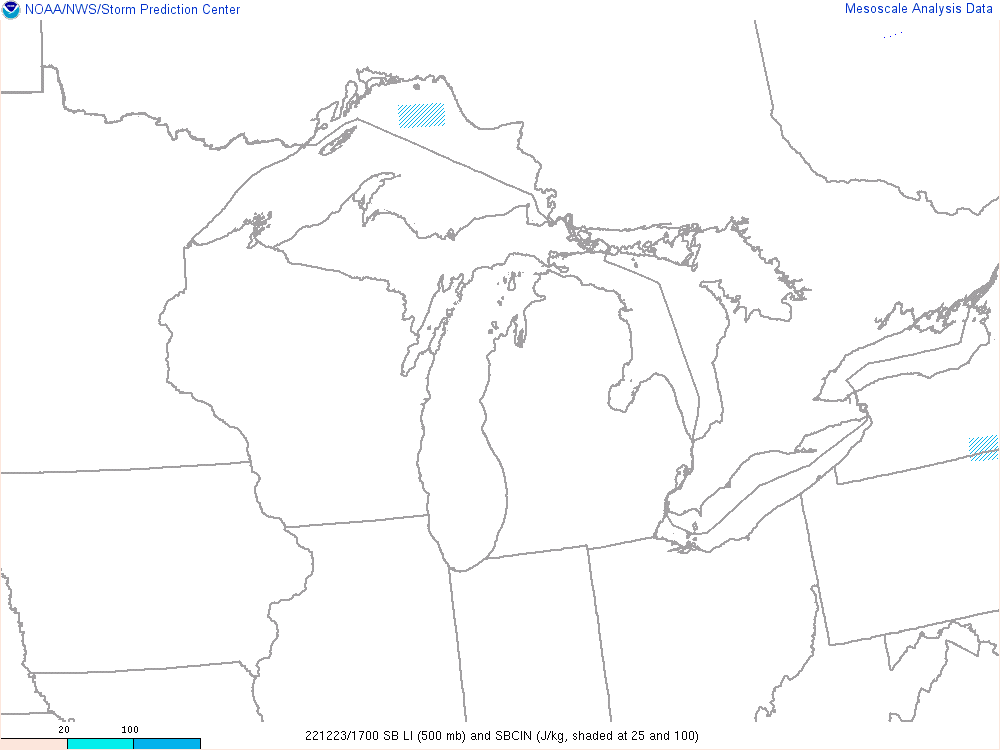 NOAA/NWS/Storm Prediction Center
Mesoscale Analysis Data
20 100
221223/1700 SB LI (500 mb) and SBCIN (J/kg, shaded at 25 and 100)